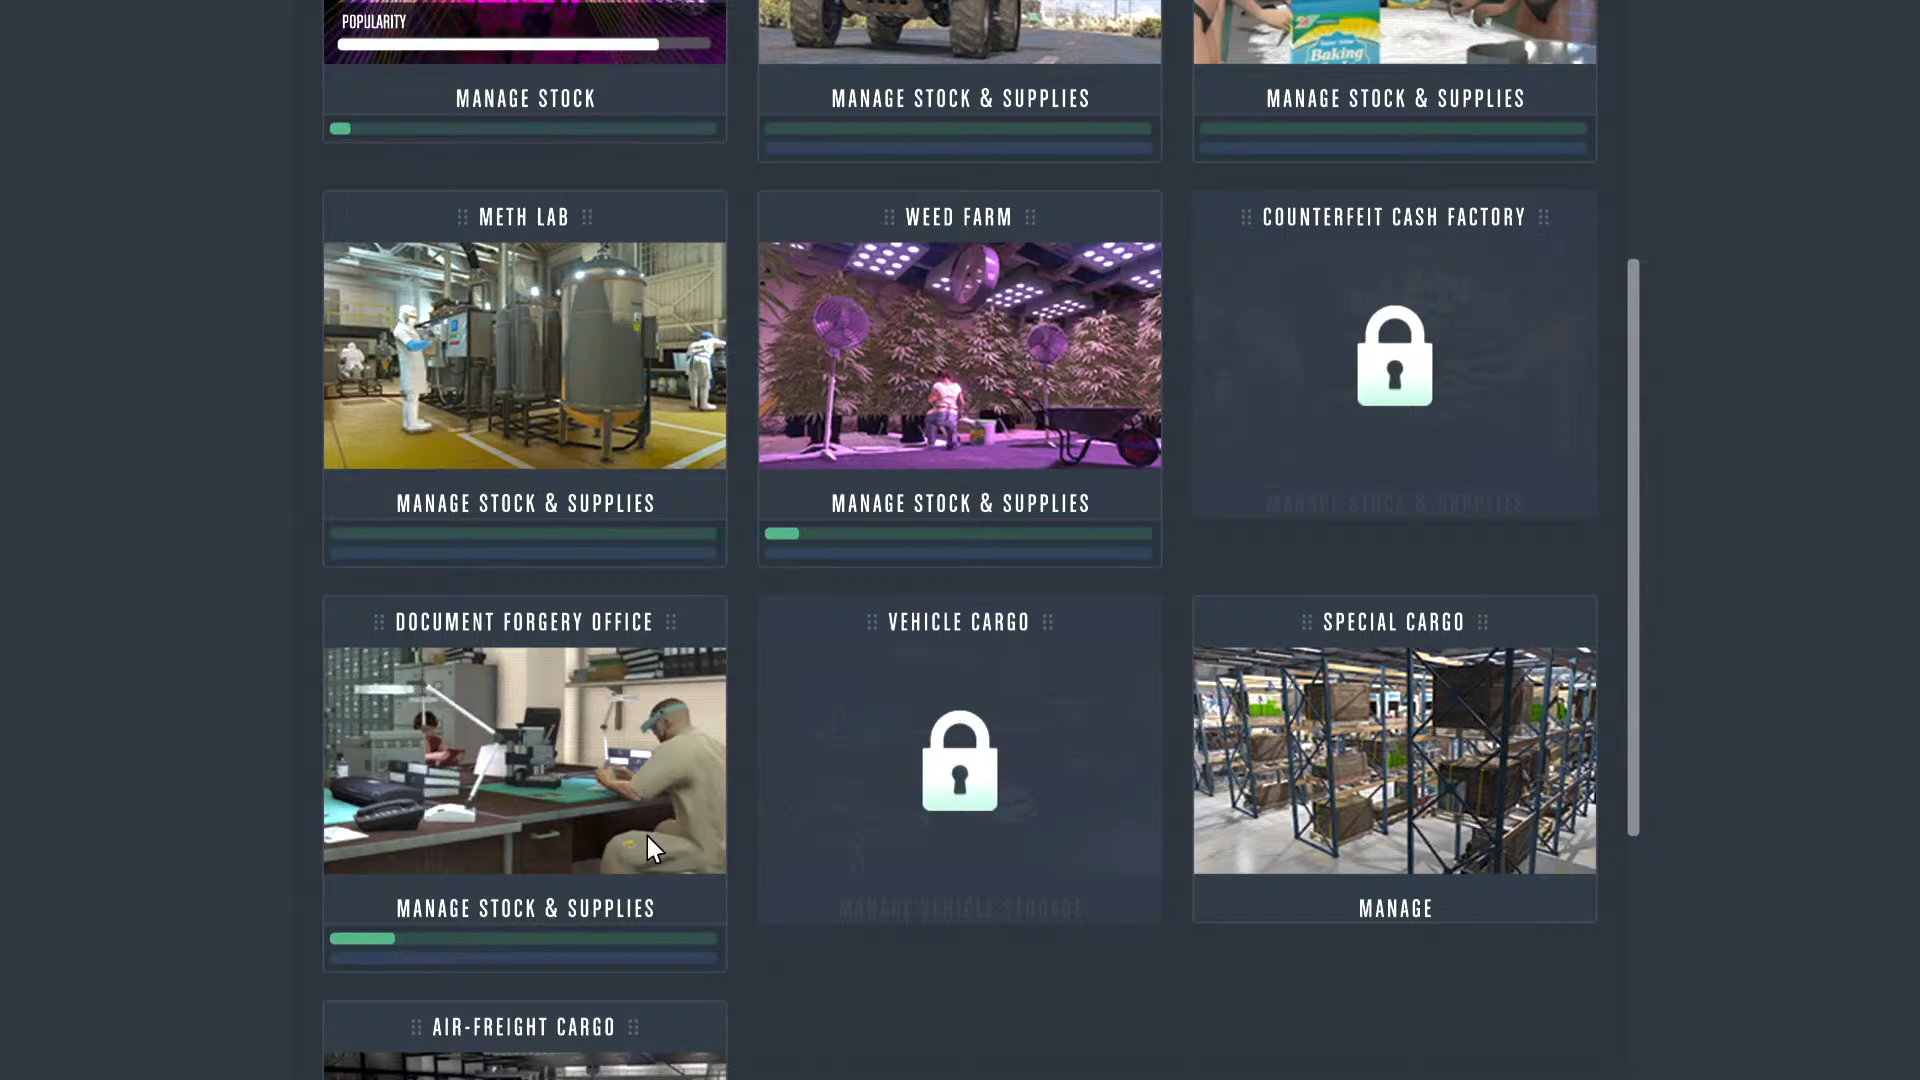 POPULARITY
Baking
MANAGE STOCK
MANAGE STOCK & SUPPLIES
MANAGE STOCK & SUPPLIES
METH LAB
WEED FARM
COUNTERFEIT CASH FACTORY
MANAGE STOCK & SUPPLIES
MANAGE STOCK & SUPPLIES
MANAGE STOCK & SUPPLIES
DOCUMENT FORGERY OFFICE
VEHICLE CARGO
SPECIAL CARGO
MANAGE STOCK & SUPPLIES
MANAGE VEHICLE STORAGE
MANAGE
AIR-FREIGHT CARGO